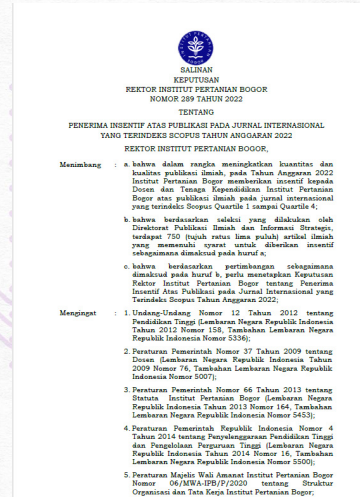 SALINAN
KEPUTUSAN
REKTOR INSTITUT PERTANIAN BOGOR
NOMOR 289 TAHUN 2022
TENTANG
PENERIMA INSENTIF ATAS PUBLIKASI PADA JURNAL INTERNASIONAL
YANG TERINDEKS SCOPUS TAHUN ANGGARAN 2022
REKTOR INSTITUT PERTANIAN BOGOR,
Menimbang : a. bahwa dalam rangka meningkatkan kuantitas dan
kualitas publikasi ilmiah, pada Tahun Anggaran 2022
Institut Pertanian Bogor memberikan insentif kepada
Dosen dan Tenaga Kependidikan Institut Pertanian
Bogor atas publikasi ilmiah pada jurnal internasional
yang terindeks Scopus Quartile 1 sampai Quartile 4;
b. bahwa berdasarkan seleksi yang dilakukan oleh
Direktorat Publikasi Ilmiah dan Informasi Strategis,
terdapat 750 (tujuh ratus lima puluh) artikel ilmiah
yang memenuhi syarat untuk diberikan insentif
sebagaimana dimaksud pada huruf a;
c. bahwa berdasarkan pertimbangan sebagaimana
dimaksud pada huruf b, perlu menetapkan Keputusan
Rektor Institut Pertanian Bogor tentang Penerima
Insentif Atas Publikasi pada Jurnal Internasional yang
Terindeks Scopus Tahun Anggaran 2022;
Mengingat : 1. Undang-Undang Nomor 12 Tahun 2012 tentang
Pendidikan Tinggi (Lembaran Negara Republik Indonesia
Tahun 2012 Nomor 158, Tambahan Lembaran Negara
Republik Indonesia Nomor 5336);
2. Peraturan Pemerintah Nomor 37 Tahun 2009 tentang
Dosen (Lembaran Negara Republik Indonesia Tahun
2009 Nomor 76, Tambahan Lembaran Negara Republik
Indonesia Nomor 5007);
3. Peraturan Pemerintah Nomor 66 Tahun 2013 tentang
Statuta Institut Pertanian Bogor (Lembaran Negara
Republik Indonesia Tahun 2013 Nomor 164, Tambahan
Lembaran Negara Republik Indonesia Nomor 5453);
4. Peraturan Pemerintah Republik Indonesia Nomor 4
Tahun 2014 tentang Penyelenggaraan Pendidikan Tinggi
dan Pengelolaan Perguruan Tinggi (Lembaran Negara
Republik Indonesia Tahun 2014 Nomor 16, Tambahan
Lembaran Negara Republik Indonesia Nomor 5500);
5. Peraturan Majelis Wali Amanat Institut Pertanian Bogor
Nomor 06/MWA-IPB/P/2020 tentang Struktur
Organisasi dan Tata Kerja Institut Pertanian Bogor;